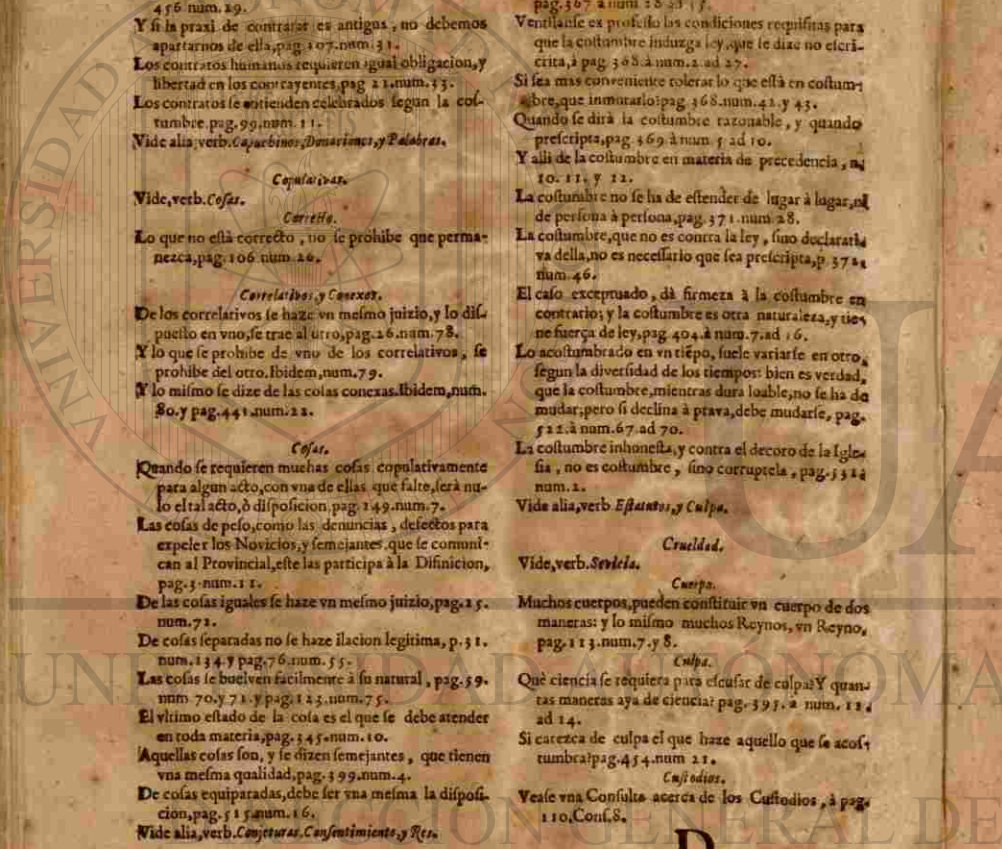 456 num. 29.
Y si la praxi de contratar es antigua, no debemos
apartarnos de ella, pag. 107. num. 31.
Los contratos humanos requieren igual obligacion, y
libertad en los contrayentes, pag 21. num. 33.
Los contratos se entienden celebrados segun la cos-
tumbre. pag. 99. num. 11.
Vide alia, verb. Capuchinos, Donaciones, y Palabras.
Copulativas.
Vide, verb. Cosas.
Correcto.
Lo que no està correcto, no se prohibe que perma-
nezca, pag. 106 num. 26.
Correlativos, y Conexos.
De los correlativos se haze vn mesmo juizio, y lo dis-
puesto en vno, se trae al otro, pag. 26. num. 78.
Y lo que se prohibe de vno de los correlativos, se
prohibe del otro. Ibidem, num. 79.
Y lo mismo se dize de las cosas conexas. Ibidem, num.
80. y pag. 441. num. 22.
Cosas.
Quando se requieren muchas cosas copulativamente
para algun acto, con vna de ellas que falte, serà nu-
lo el tal acto, ò disposicion pag. 149. num. 7.
Las cosas de peso, como las denuncias, defectos para
expeler los Novicios, y semejantes, que se comuni-
can al Provincial, este las participa à la Difinicion,
pag. 3. num. 11.
De las cosas iguales se haze vn mesmo juizio, pag. 25.
num. 72.
De cosas separadas no se haze ilacion legitima, p. 31.
num. 134. y pag. 76. num. 55.
Las cosas se buelven facilmente à su natural, pag. 59.
num 70. y 71. y pag. 123. num. 75.
El vltimo estado de la cosa es el que se debe atender
en toda materia, pag. 345. num. 10.
Aquellas cosas son, y se dizen semejantes, que tienen
vna mesma qualidad, pag. 399. num. 4.
De cosas equiparadas, debe ser vna mesma la disposi-
cion, pag. 515. num. 16.
Vide alia, verb. Conjeturas, Consentimiento, y Res.
pag. 367 à num 28
Ventilanse ex professo las condiciones requisitas para
que la costumbre induzga ley, que se dize no escri-
crita, à pag. 368. à num. 2. ad 27.
Si sea mas conveniente tolerar lo que està en costum-
bre, que inmutarlo? pag. 368. num. 42. y 43.
Quando se dirà la costumbre razonable, y quando
prescripta, pag. 369 à num. 5 ad 10.
Y alli de la costumbre en materia de precedencia, n.
10. 11. y 12.
La costumbre no se ha de estender de lugar à lugar, ni
de persona à persona, pag. 371. num. 28.
La costumbre, que no es contra la ley, sino declarati-
va della, no es necessario que sea prescripta, p. 372.
num. 46.
El caso exceptuado, dà firmeza à la costumbre en
contrario; y la costumbre es otra naturaleza, y tie-
ne fuerça de ley, pag. 404. à num. 7. ad 16.
Lo acostumbrado en vn tiẽpo, suele variarse en otro,
segun la diversidad de los tiempos: bien es verdad,
que la costumbre, mientras dura loable, no se ha de
mudar; pero si declina à prava, debe mudarse, pag.
522. à num. 67. ad 70.
La costumbre inhonesta, y contra el decoro de la Igle-
sia, no es costumbre, sino corruptela, pag. 532.
num. 2.
Vide alia, verb. Estatutos, y Culpa.
Crueldad.
Vide, verb. Sevicia.
Cuerpo.
Muchos cuerpos, pueden constituir vn cuerpo de dos
maneras: y lo mismo muchos Reynos, vn Reyno,
pag. 113. num. 7. y 8.
Culpa.
Què ciencia se requiera para escusar de culpa? Y quan-
tas maneras aya de ciencia? pag. 395. à num. 12.
ad 14.
Si carezca de culpa el que haze aquello que se acos-
tumbra? pag. 454. num 21.
Custodios.
Vease vna Consulta acerca de los Custodios, à pag.
110. Cons. 8.
D
UNIVERSIDAD AUTÓNOMA
DIRECCIÓN GENERAL DE